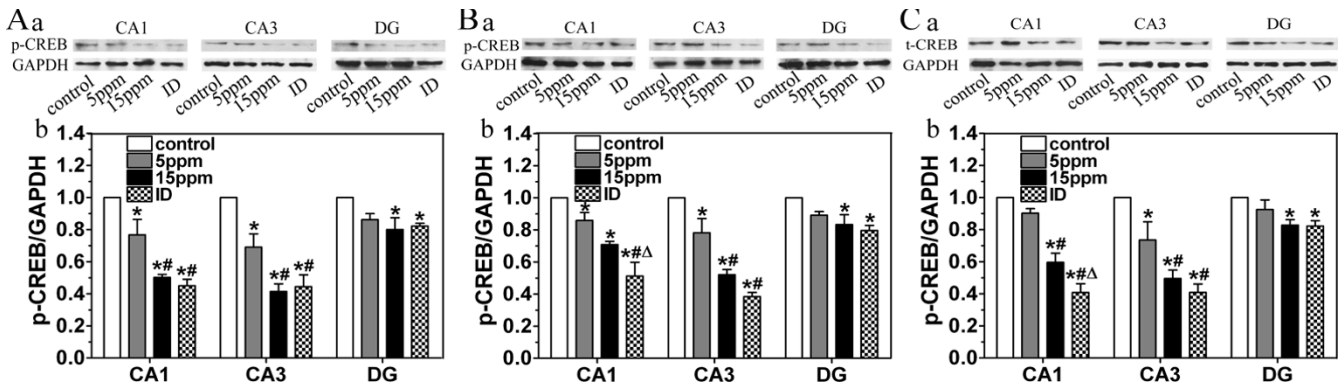 Aa
CA1 CA3 DG
p-CREB
GAPDH
control 5ppm 15ppm ID control 5ppm 15ppm ID control 5ppm 15ppm ID
b
p-CREB/GAPDH
1.4
1.2
1.0
0.8
0.6
0.4
0.2
0.0
control
5ppm
15ppm
ID
* *# *# * *# *# * *
CA1 CA3 DG
Ba
CA1 CA3 DG
p-CREB
GAPDH
control 5ppm 15ppm ID control 5ppm 15ppm ID control 5ppm 15ppm ID
b
p-CREB/GAPDH
1.4
1.2
1.0
0.8
0.6
0.4
0.2
0.0
control
5ppm
15ppm
ID
* * *#Δ * *# *# * *
CA1 CA3 DG
Ca
CA1 CA3 DG
t-CREB
GAPDH
control 5ppm 15ppm ID control 5ppm 15ppm ID control 5ppm 15ppm ID
b
p-CREB/GAPDH
1.4
1.2
1.0
0.8
0.6
0.4
0.2
0.0
control
5ppm
15ppm
ID
*# *#Δ * *# *# * *
CA1 CA3 DG